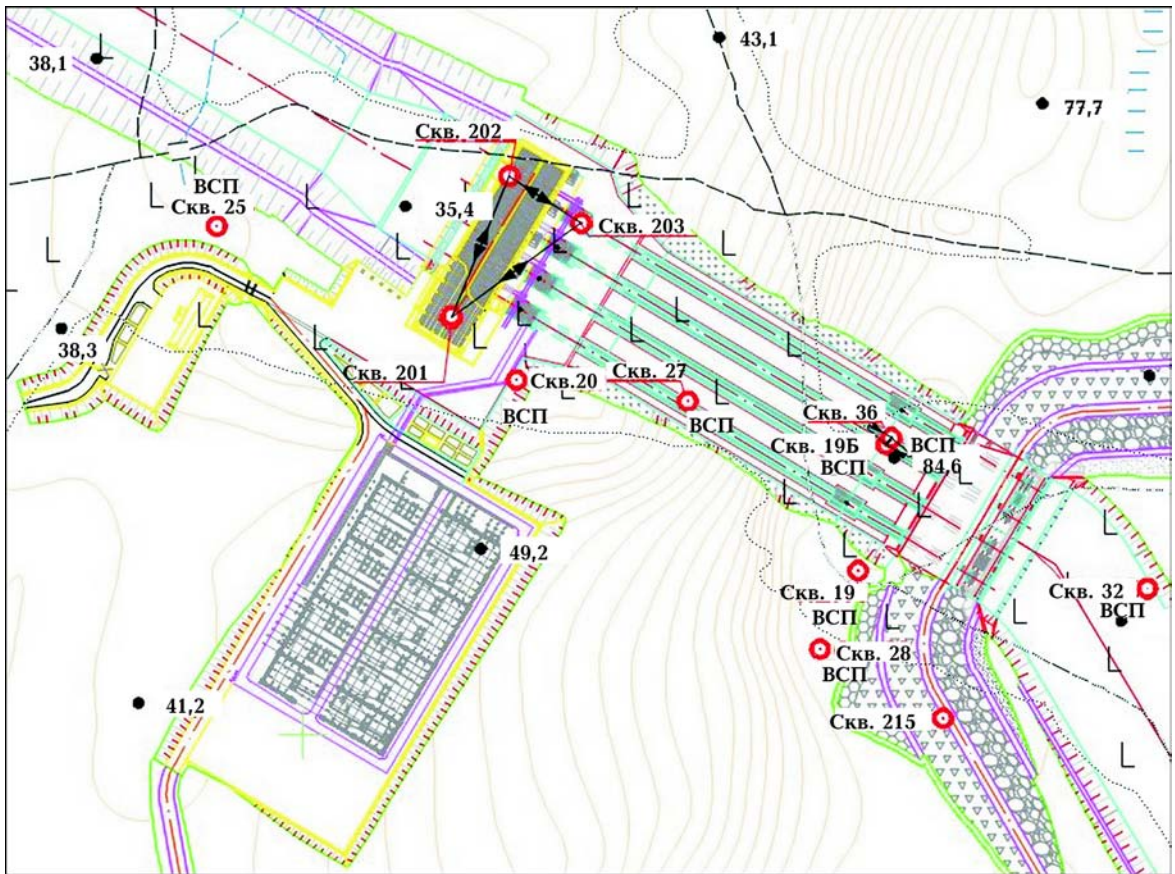 43,1
38,1
77,7
Скв. 202
ВСП
Скв. 25
35,4
Скв. 203
38,3
Скв. 201
Скв.20
Скв. 27
ВСП
ВСП
Скв. 36
Скв. 19Б
ВСП
ВСП
84,6
49,2
Скв. 19
ВСП
Скв. 32
ВСП
Скв. 28
ВСП
41,2
Скв. 215